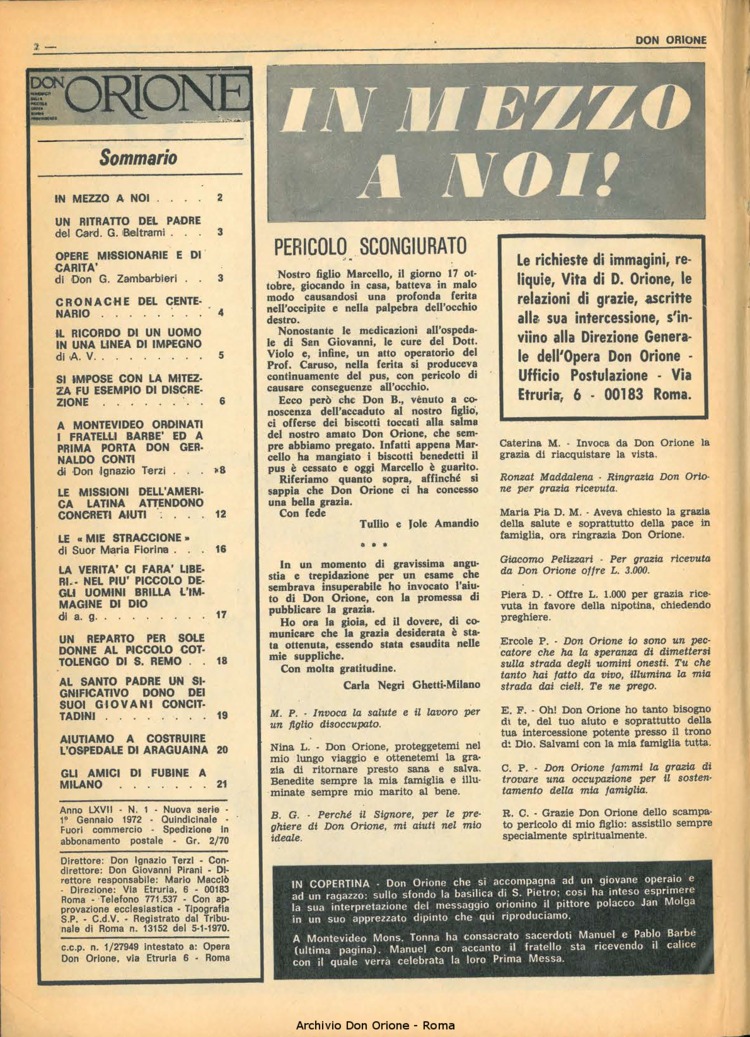 2 —
DON ORIONE
DON ORIONE
Sommario
IN MEZZO A NOI . . . . 2
UN RITRATTO DEL PADRE
del Card. G. Beltrami . . . 3
OPERE MISSIONARIE E DI
CARITA'
di Don G. Zambarbieri . . 3
CRONACHE DEL CENTE-
NARIO . . . . . . . . 4
IL RICORDO DI UN UOMO
IN UNA LINEA DI IMPEGNO
di A. V. . . . . . . . . 5
SI IMPOSE CON LA MITEZ-
ZA FU ESEMPIO DI DISCRE-
ZIONE . . . . . . . . 6
A MONTEVIDEO ORDINATI
I FRATELLI BARBE' ED A
PRIMA PORTA DON GER-
NALDO CONTI
di Don Ignazio Terzi . . . 8
LE MISSIONI DELL'AMERI-
CA LATINA ATTENDONO
CONCRETI AIUTI . . . . . 12
LE « MIE STRACCIONE »
di Suor Maria Fiorina . . . 16
LA VERITA' CI FARA' LIBE-
RI. - NEL PIU' PICCOLO DE-
GLI UOMINI BRILLA L'IM-
MAGINE DI DIO
di a. g. . . . . . . . . 17
UN REPARTO PER SOLE
DONNE AL PICCOLO COT-
TOLENGO DI S. REMO . . 18
AL SANTO PADRE UN SI-
GNIFICATIVO DONO DEI
SUOI GIOVANI CONCIT-
TADINI . . . . . . . . 19
AIUTIAMO A COSTRUIRE
L'OSPEDALE DI ARAGUAINA 20
GLI AMICI DI FUBINE A
MILANO . . . . . . . 21
Anno LXVII - N. 1 - Nuova serie -
1º Gennaio 1972 - Quindicinale -
Fuori commercio - Spedizione in
abbonamento postale - Gr. 2/70
Direttore: Don Ignazio Terzi - Con-
direttore: Don Giovanni Pirani - Di-
rettore responsabile: Mario Macciò
- Direzione: Via Etruria, 6 - 00183
Roma - Telefono 771.537 - Con ap-
provazione ecclesiastica - Tipografia
S.P. - C.d.V. - Registrato dal Tribu-
nale di Roma n. 13152 del 5-1-1970.
c.c.p. n. 1/27949 intestato a: Opera
Don Orione, via Etruria 6 - Roma
IN MEZZO
A NOI!
PERICOLO SCONGIURATO
Nostro figlio Marcello, il giorno 17 ot-
tobre, giocando in casa, batteva in malo
modo causandosi una profonda ferita
nell'occipite e nella palpebra dell'occhio
destro.
Nonostante le medicazioni all'ospeda-
le di San Giovanni, le cure del Dott.
Violo e, infine, un atto operatorio del
Prof. Caruso, nella ferita si produceva
continuamente del pus, con pericolo di
causare conseguenze all'occhio.
Ecco però che Don B., venuto a co-
noscenza dell'accaduto al nostro figlio,
ci offerse dei biscotti toccati alla salma
del nostro amato Don Orione, che sem-
pre abbiamo pregato. Infatti appena Mar-
cello ha mangiato i biscotti benedetti il
pus è cessato e oggi Marcello è guarito.
Riferiamo quanto sopra, affinché si
sappia che Don Orione ci ha concesso
una bella grazia.
Con fede
Tullio e Jole Amandio
* * *
In un momento di gravissima angu-
stia e trepidazione per un esame che
sembrava insuperabile ho invocato l'aiu-
to di Don Orione, con la promessa di
pubblicare la grazia.
Ho ora la gioia, ed il dovere, di co-
municare che la grazia desiderata è sta-
ta ottenuta, essendo stata esaudita nelle
mie suppliche.
Con molta gratitudine.
Carla Negri Ghetti-Milano
M. P. - Invoca la salute e il lavoro per
un figlio disoccupato.
Nina L. - Don Orione, proteggetemi nel
mio lungo viaggio e ottenetemi la gra-
zia di ritornare presto sana e salva.
Benedite sempre la mia famiglia e illu-
minate sempre mio marito al bene.
B. G. - Perché il Signore, per le pre-
ghiere di Don Orione, mi aiuti nel mio
ideale.
Le richieste di immagini, re-
liquie, Vita di D. Orione, le
relazioni di grazie, ascritte
alla sua intercessione, s'in-
viino alla Direzione Genera-
le dell'Opera Don Orione -
Ufficio Postulazione - Via
Etruria, 6 - 00183 Roma.
Caterina M. - Invoca da Don Orione la
grazia di riacquistare la vista.
Ronzat Maddalena - Ringrazia Don Orio-
ne per grazia ricevuta.
Maria Pia D. M. - Aveva chiesto la grazia
della salute e soprattutto della pace in
famiglia, ora ringrazia Don Orione.
Giacomo Pelizzari - Per grazia ricevuta
da Don Orione offre L. 3.000.
Piera D. - Offre L. 1.000 per grazia rice-
vuta in favore della nipotina, chiedendo
preghiere.
Ercole P. - Don Orione io sono un pec-
catore che ha la speranza di dimettersi
sulla strada degli uomini onesti. Tu che
tanto hai fatto da vivo, illumina la mia
strada dai cieli. Te ne prego.
E. F. - Oh! Don Orione ho tanto bisogno
di te, del tuo aiuto e soprattutto della
tua intercessione potente presso il trono
di Dio. Salvami con la mia famiglia tutta.
C. P. - Don Orione fammi la grazia di
trovare una occupazione per il sosten-
tamento della mia famiglia.
R. C. - Grazie Don Orione dello scampa-
to pericolo di mio figlio: assistilo sempre
specialmente spiritualmente.
IN COPERTINA - Don Orione che si accompagna ad un giovane operaio e
ad un ragazzo: sullo sfondo la basilica di S. Pietro; così ha inteso esprimere
la sua interpretazione del messaggio orionino il pittore polacco Jan Molga
in un suo apprezzato dipinto che qui riproduciamo.
A Montevideo Mons. Tonna ha consacrato sacerdoti Manuel e Pablo Barbé
(ultima pagina). Manuel con accanto il fratello sta ricevendo il calice
con il quale verrà celebrata la loro Prima Messa.
Archivio Don Orione - Roma